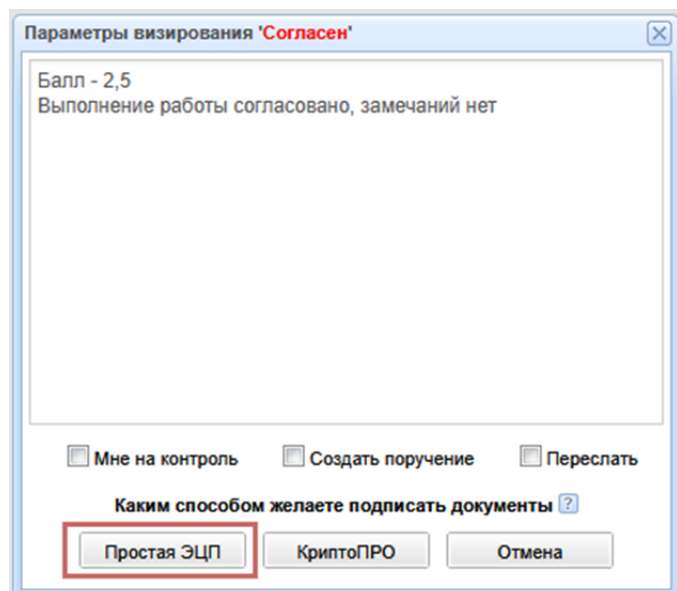 Параметры визирования 'Согласен'
Балл - 2,5
Выполнение работы согласовано, замечаний нет
Мне на контроль Создать поручение Переслать
Каким способом желаете подписать документы ?
Простая ЭЦП КриптоПРО Отмена